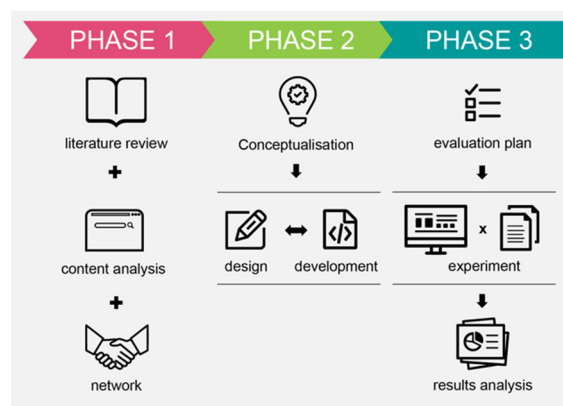 PHASE 1
PHASE 2
PHASE 3
literature review
+
content analysis
+
network
Conceptualisation
design
development
</>
evaluation plan
x
experiment
results analysis